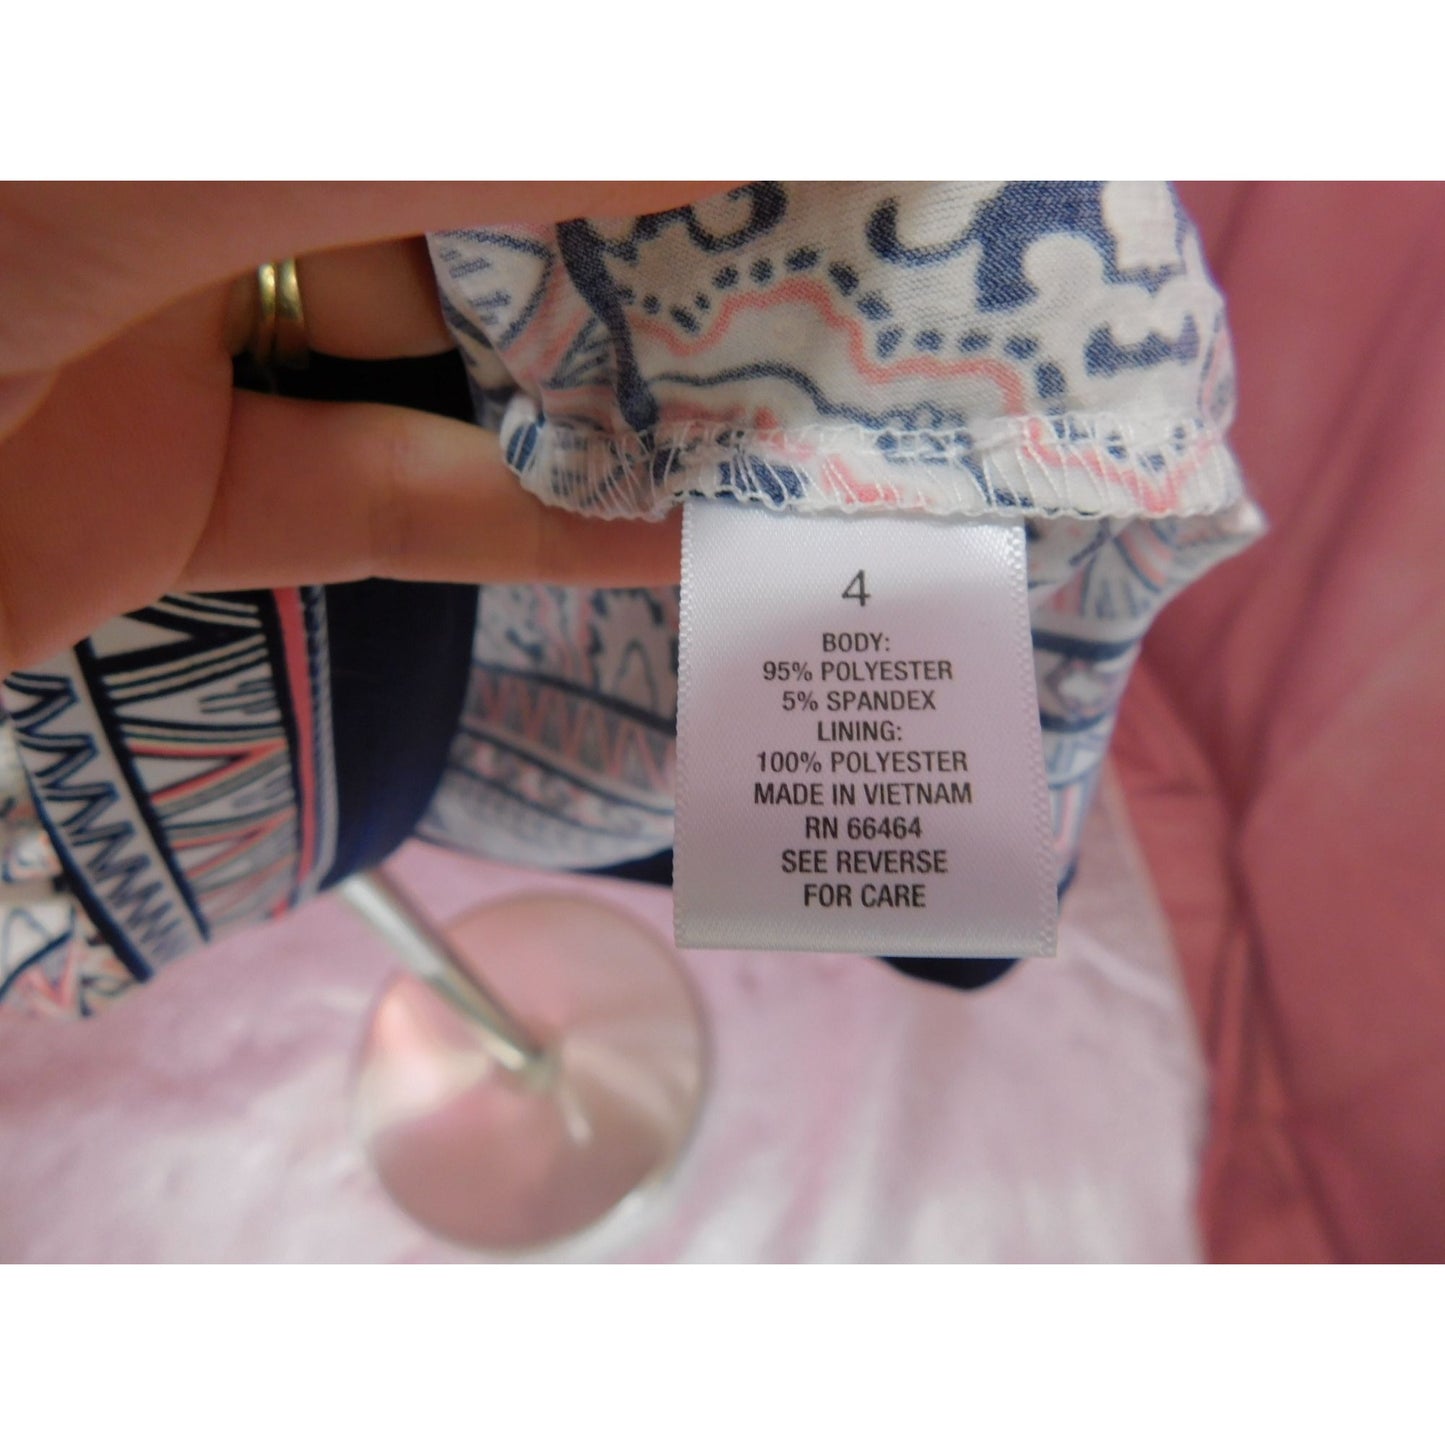 4
BODY:
95% POLYESTER
5% SPANDEX
LINING:
100% POLYESTER
MADE IN VIETNAM
RN 66464
SEE REVERSE
FOR CARE